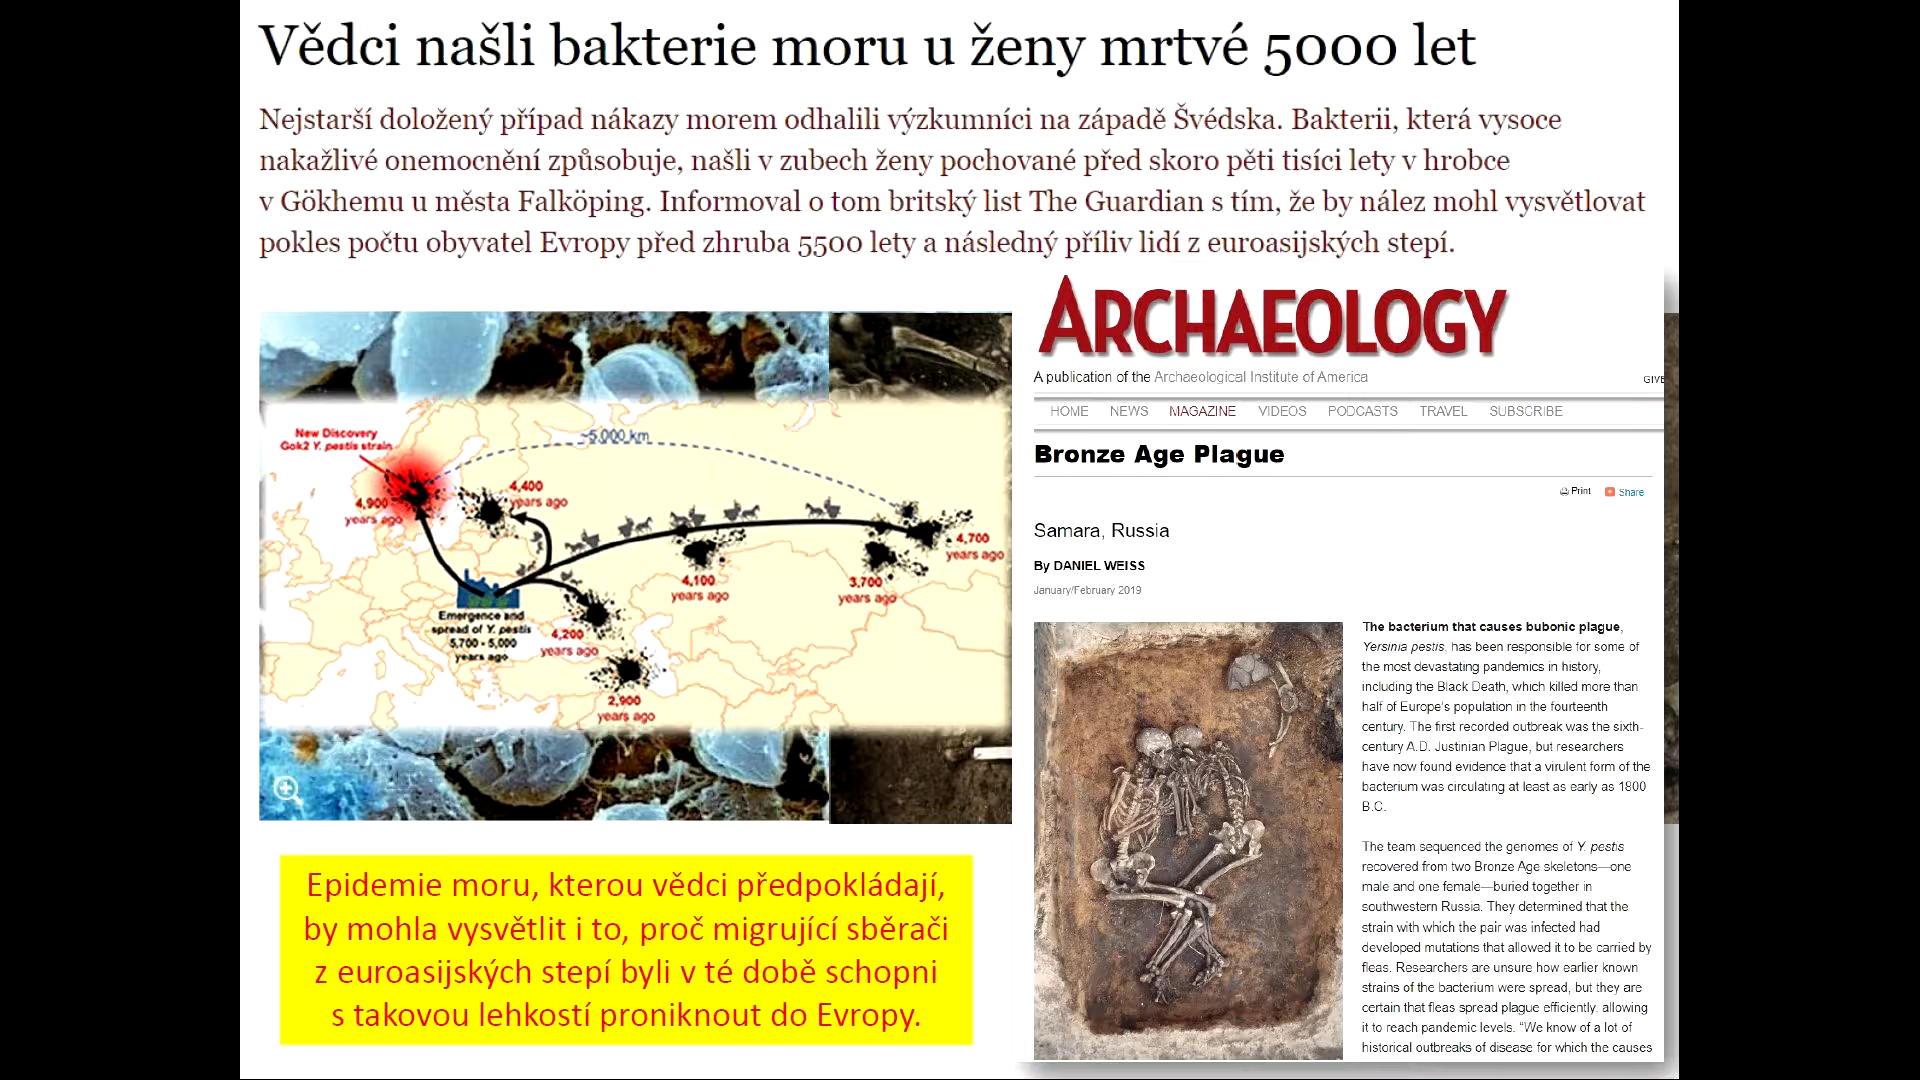 Vědci našli bakterie moru u ženy mrtvé 5000 let
Nejstarší doložený případ nákazy morem odhalili výzkumníci na západě Švédska. Bakterii, která vysoce
nakažlivé onemocnění způsobuje, našli v zubech ženy pochované před skoro pěti tisíci lety v hrobce
v Gökhemu u města Falköping. Informoval o tom britský list The Guardian s tím, že by nález mohl vysvětlovat
pokles počtu obyvatel Evropy před zhruba 5500 lety a následný příliv lidí z euroasijských stepí.
New Discovery
Gok2 Y. pestis strain
~5,000 km
4,900
years ago
4,400
years ago
4,700
years ago
4,100
years ago
3,700
years ago
Emergence and
spread of Y. pestis
5,700 - 5,000
years ago
4,200
years ago
2,900
years ago
Epidemie moru, kterou vědci předpokládají,
by mohla vysvětlit i to, proč migrující sběrači
z euroasijských stepí byli v té době schopni
s takovou lehkostí proniknout do Evropy.
ARCHAEOLOGY
A publication of the Archaeological Institute of America
GIVE
HOME NEWS MAGAZINE VIDEOS PODCASTS TRAVEL SUBSCRIBE
Bronze Age Plague
Print Share
Samara, Russia
By DANIEL WEISS
January/February 2019
The bacterium that causes bubonic plague,
Yersinia pestis, has been responsible for some of
the most devastating pandemics in history,
including the Black Death, which killed more than
half of Europe's population in the fourteenth
century. The first recorded outbreak was the sixth-
century A.D. Justinian Plague, but researchers
have now found evidence that a virulent form of the
bacterium was circulating at least as early as 1800
B.C.
The team sequenced the genomes of Y. pestis
recovered from two Bronze Age skeletons—one
male and one female—buried together in
southwestern Russia. They determined that the
strain with which the pair was infected had
developed mutations that allowed it to be carried by
fleas. Researchers are unsure how earlier known
strains of the bacterium were spread, but they are
certain that fleas spread plague efficiently, allowing
it to reach pandemic levels. “We know of a lot of
historical outbreaks of disease for which the causes